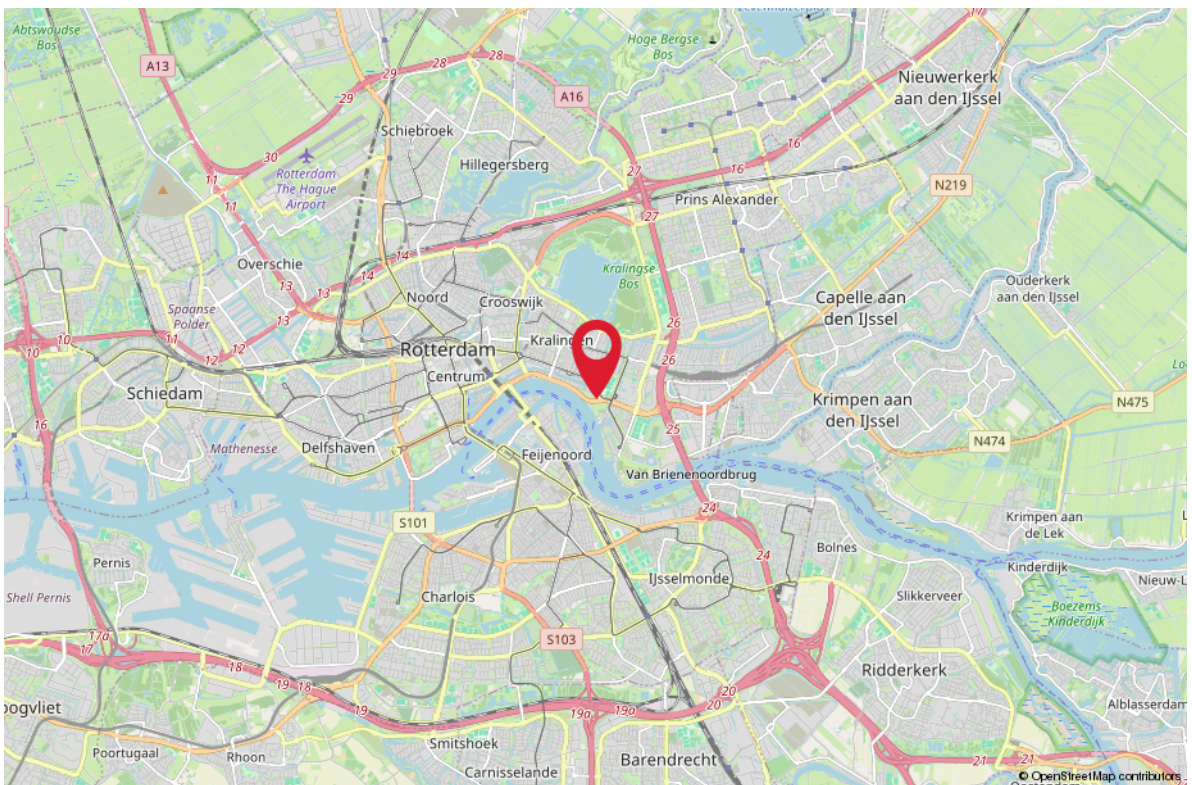 Abtswoudse
Bos
A13
29
28
28
29
A16
Hoge Bergse
Bos
17
Nieuwerkerk
aan den IJssel
Schiebroek
30
Rotterdam
The Hague
Airport
Hillegersberg
16
16
27
11
11
N219
Prins Alexander
27
Overschie
14
14
13
13
Kralingse
Bos
Ouderkerk
aan den IJssel
Noord
Crooswijk
Capelle aan
den IJssel
Spaanse
Polder
10
10
11
12
12
26
26
Kralingen
Rotterdam
Centrum
Schiedam
Krimpen aan
den IJssel
N475
16
25
N474
Mathenesse
Delfshaven
Feijenoord
Van Brienenoordbrug
24
S101
Krimpen aan
de Lek
24
Bolnes
Pernis
Kinderdijk
Nieuw-L
IJsselmonde
Shell Pernis
Charlois
Slikkerveer
Boezems
Kinderdijk
17a
17
S103
18
19
18
19
Ridderkerk
20
20
19a
19a
oogvliet
Alblasserdam
Poortugaal
Rhoon
Smitshoek
Barendrecht
Carnisselande
21
21
© OpenStreetMap contributors